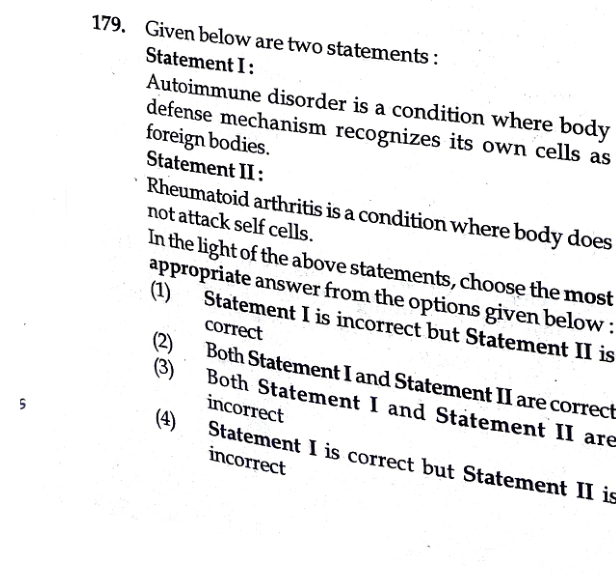 179. Given below are two statements :
Statement I :
Autoimmune disorder is a condition where body
defense mechanism recognizes its own cells as
foreign bodies.
Statement II :
Rheumatoid arthritis is a condition where body does
not attack self cells.
In the light of the above statements, choose the most
appropriate answer from the options given below :
(1) Statement I is incorrect but Statement II is
correct
(2) Both Statement I and Statement II are correct
(3) Both Statement I and Statement II are
incorrect
(4) Statement I is correct but Statement II is
incorrect
5